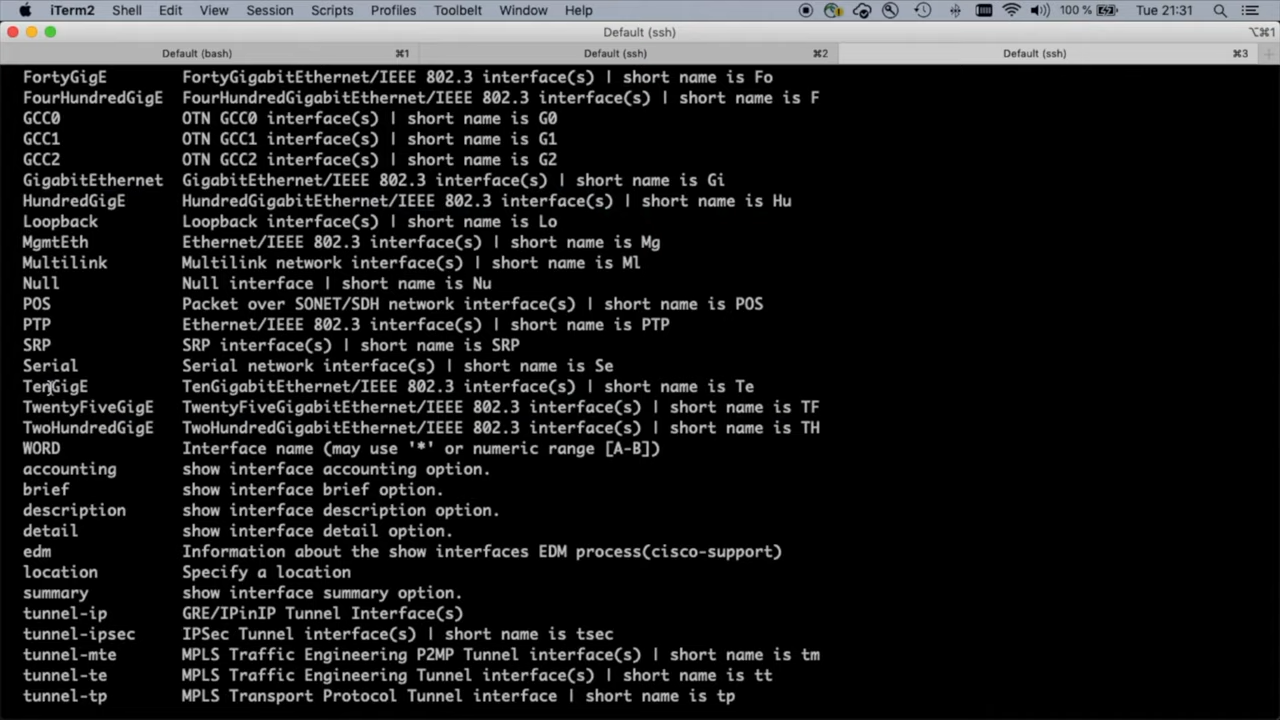 iTerm2 Shell Edit View Session Scripts Profiles Toolbelt Window Help 100 % Tue 21:31
Default (ssh) ⌥⌘1
Default (bash) ⌘1 Default (ssh) ⌘2 Default (ssh) ⌘3
FortyGigE FortyGigabitEthernet/IEEE 802.3 interface(s) | short name is Fo
FourHundredGigE FourHundredGigabitEthernet/IEEE 802.3 interface(s) | short name is F
GCC0 OTN GCC0 interface(s) | short name is G0
GCC1 OTN GCC1 interface(s) | short name is G1
GCC2 OTN GCC2 interface(s) | short name is G2
GigabitEthernet GigabitEthernet/IEEE 802.3 interface(s) | short name is Gi
HundredGigE HundredGigabitEthernet/IEEE 802.3 interface(s) | short name is Hu
Loopback Loopback interface(s) | short name is Lo
MgmtEth Ethernet/IEEE 802.3 interface(s) | short name is Mg
Multilink Multilink network interface(s) | short name is Ml
Null Null interface | short name is Nu
POS Packet over SONET/SDH network interface(s) | short name is POS
PTP Ethernet/IEEE 802.3 interface(s) | short name is PTP
SRP SRP interface(s) | short name is SRP
Serial Serial network interface(s) | short name is Se
TenGigE TenGigabitEthernet/IEEE 802.3 interface(s) | short name is Te
TwentyFiveGigE TwentyFiveGigabitEthernet/IEEE 802.3 interface(s) | short name is TF
TwoHundredGigE TwoHundredGigabitEthernet/IEEE 802.3 interface(s) | short name is TH
WORD Interface name (may use '*' or numeric range [A-B])
accounting show interface accounting option.
brief show interface brief option.
description show interface description option.
detail show interface detail option.
edm Information about the show interfaces EDM process(cisco-support)
location Specify a location
summary show interface summary option.
tunnel-ip GRE/IPinIP Tunnel Interface(s)
tunnel-ipsec IPSec Tunnel interface(s) | short name is tsec
tunnel-mte MPLS Traffic Engineering P2MP Tunnel interface(s) | short name is tm
tunnel-te MPLS Traffic Engineering Tunnel interface(s) | short name is tt
tunnel-tp MPLS Transport Protocol Tunnel interface | short name is tp